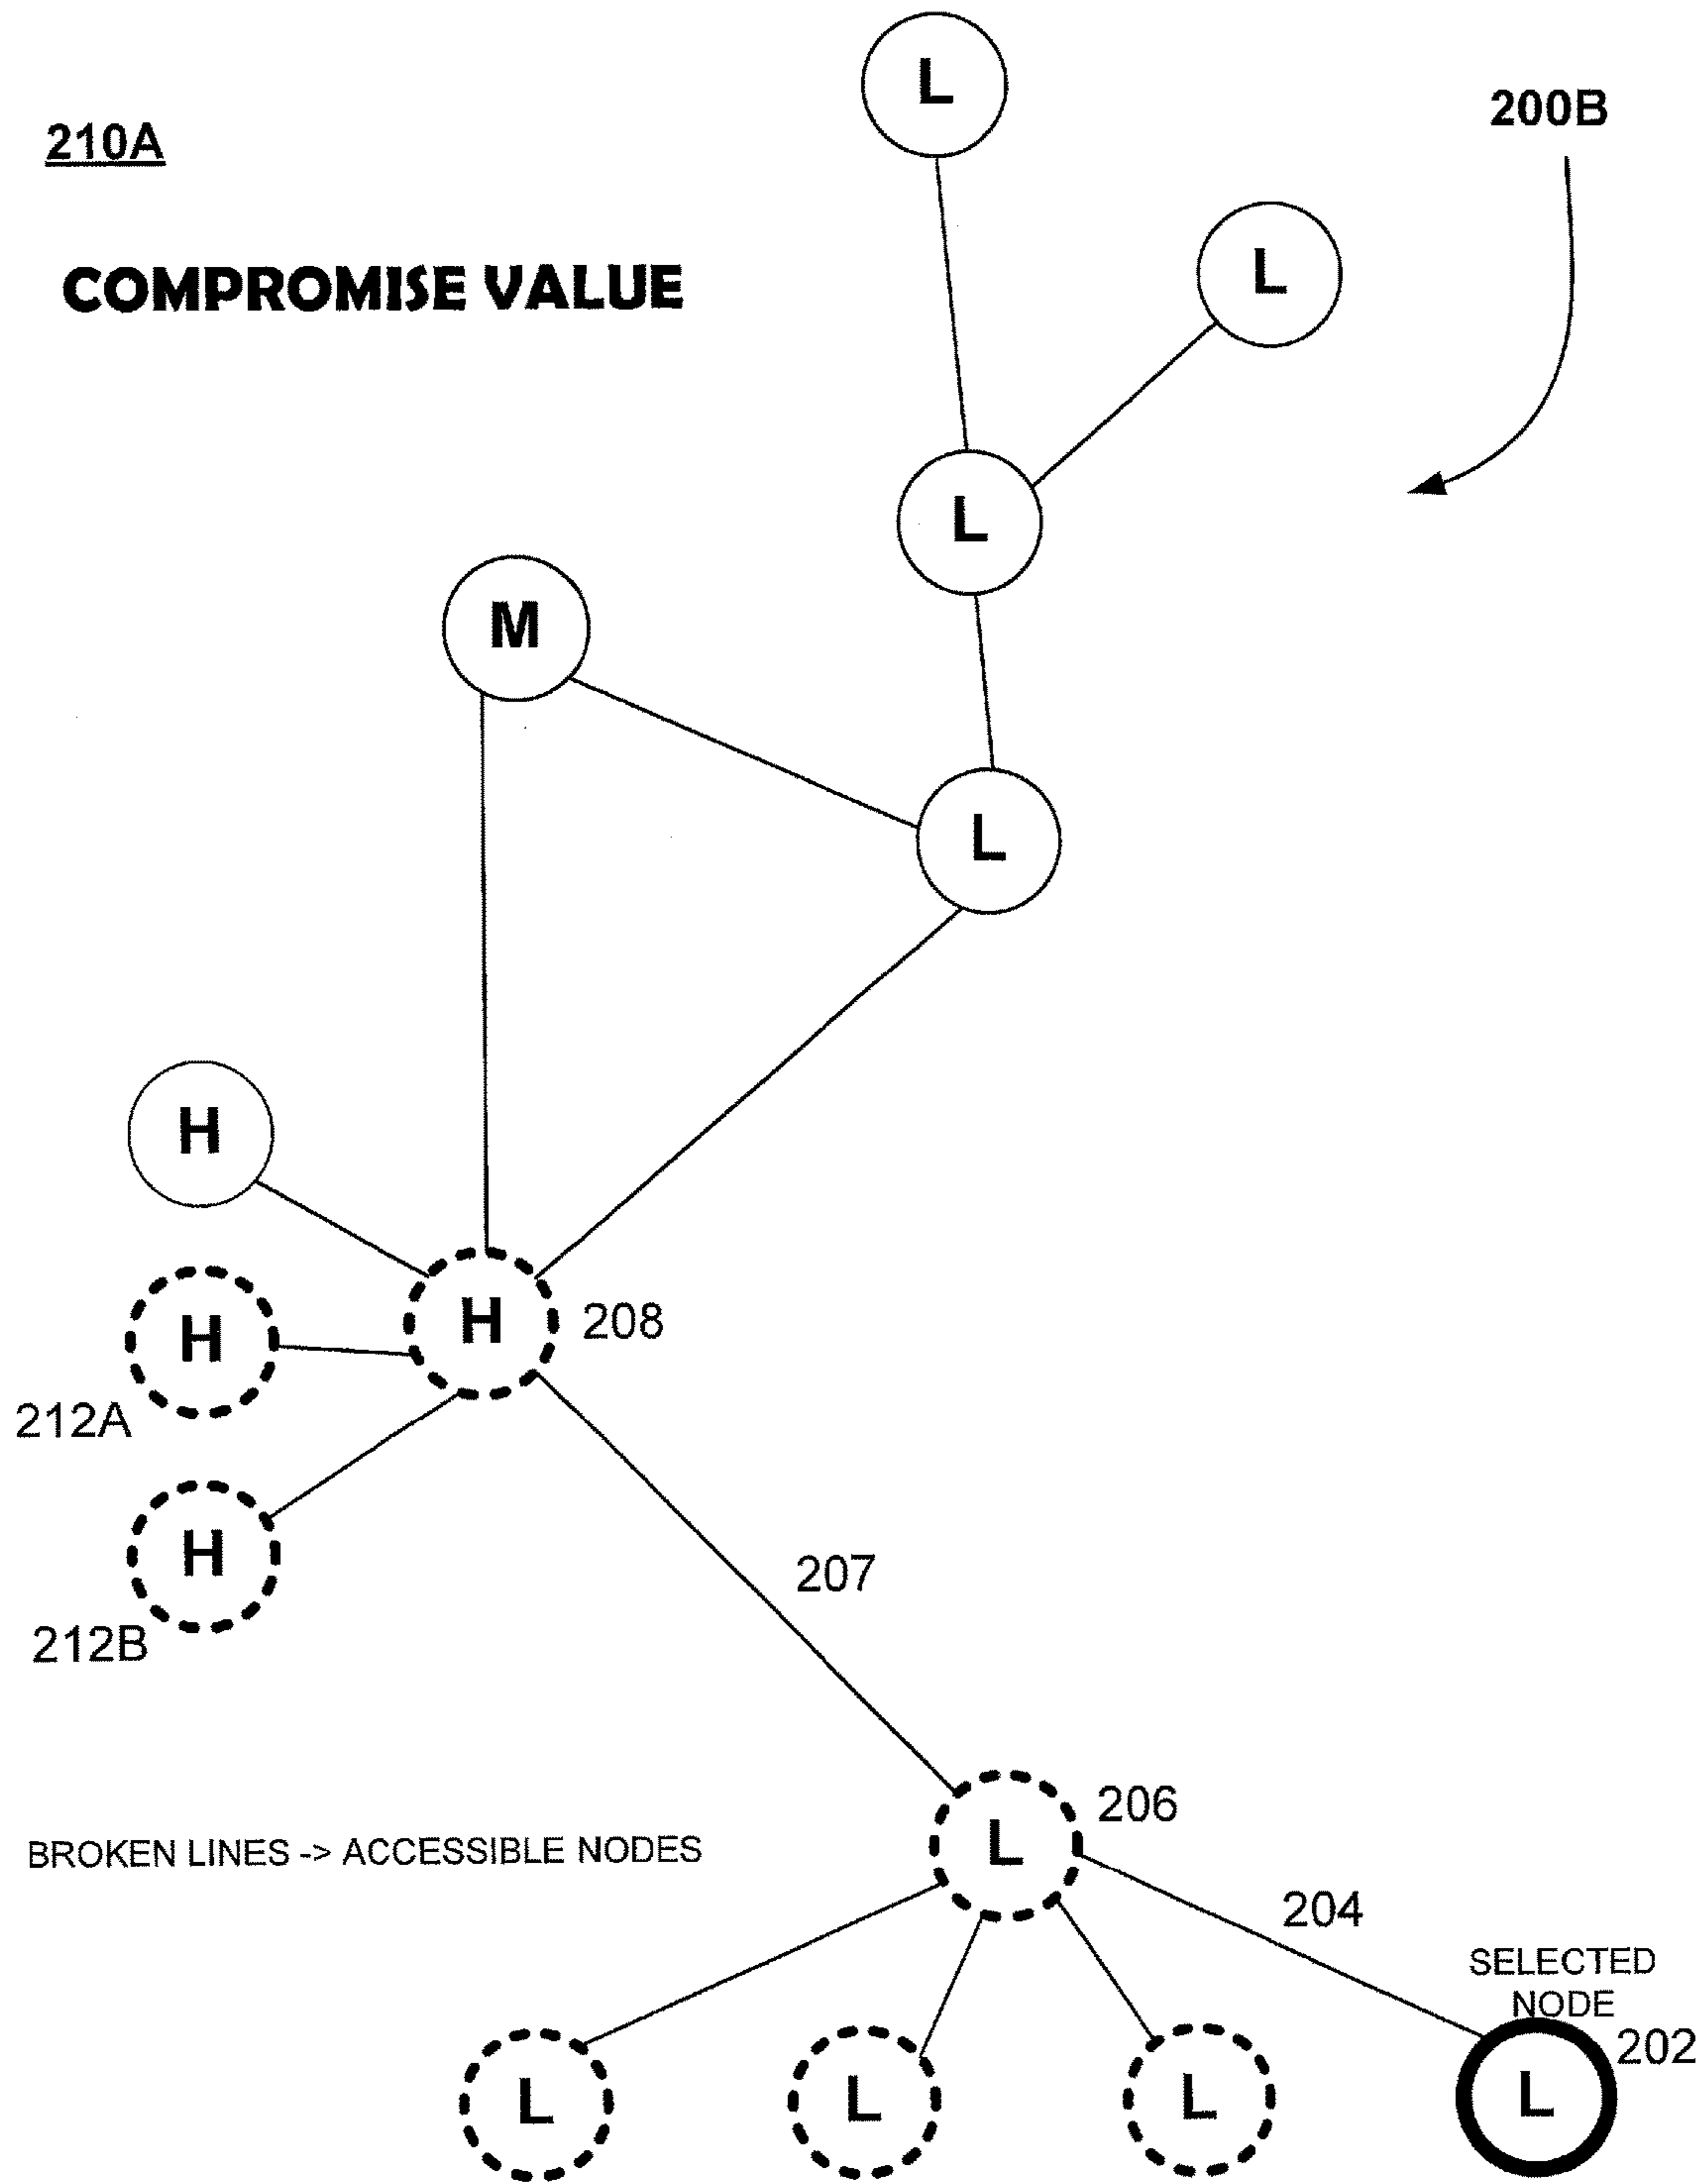 L
200B
210A
L
COMPROMISE VALUE
L
M
L
H
H
208
H
212A
H
207
212B
206
L
BROKEN LINES -> ACCESSIBLE NODES
204
SELECTED
NODE
202
L
L
L
L